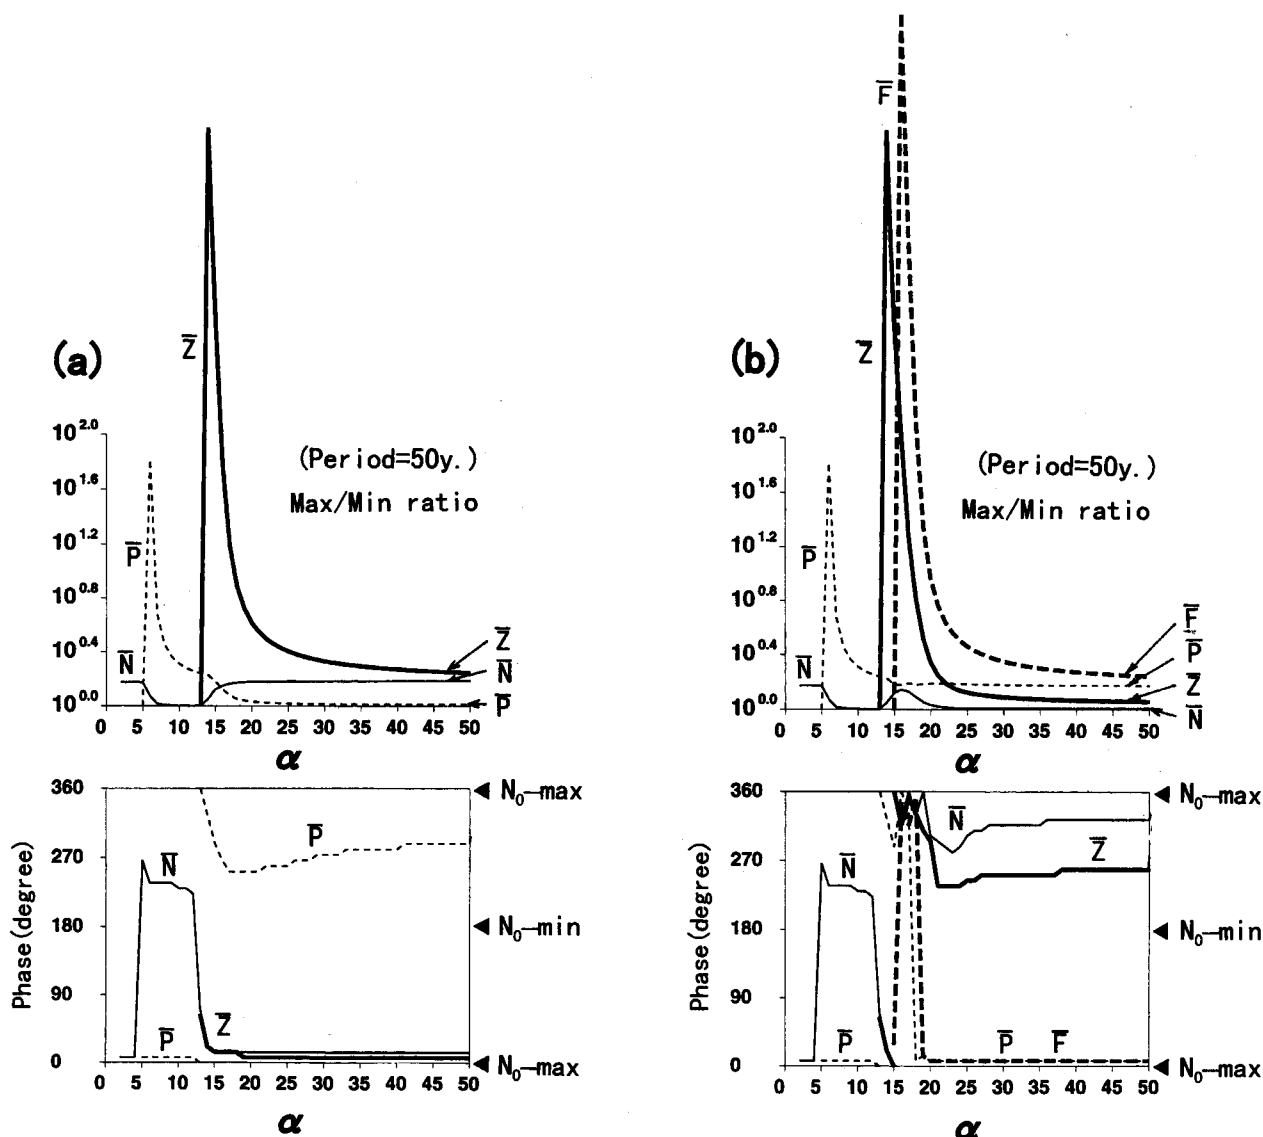 (a)
Z̅
10^2.0
10^1.6
10^1.2
10^0.8
10^0.4
10^0.0
(Period=50y.)
Max/Min ratio
P̅
N̅
Z̅
N̅
P̅
0 5 10 15 20 25 30 35 40 45 50
α
360
270
180
90
0
Phase(degree)
N̅
P̅
Z̅
P̅
N₀-max
N₀-min
N₀-max
0 5 10 15 20 25 30 35 40 45 50
α
(b)
F̅
Z̅
10^2.0
10^1.6
10^1.2
10^0.8
10^0.4
10^0.0
(Period=50y.)
Max/Min ratio
P̅
N̅
F̅
P̅
Z̅
N̅
0 5 10 15 20 25 30 35 40 45 50
α
360
270
180
90
0
Phase(degree)
N̅
P̅
N̅
Z̅
P̅ F̅
N₀-max
N₀-min
N₀-max
0 5 10 15 20 25 30 35 40 45 50
α